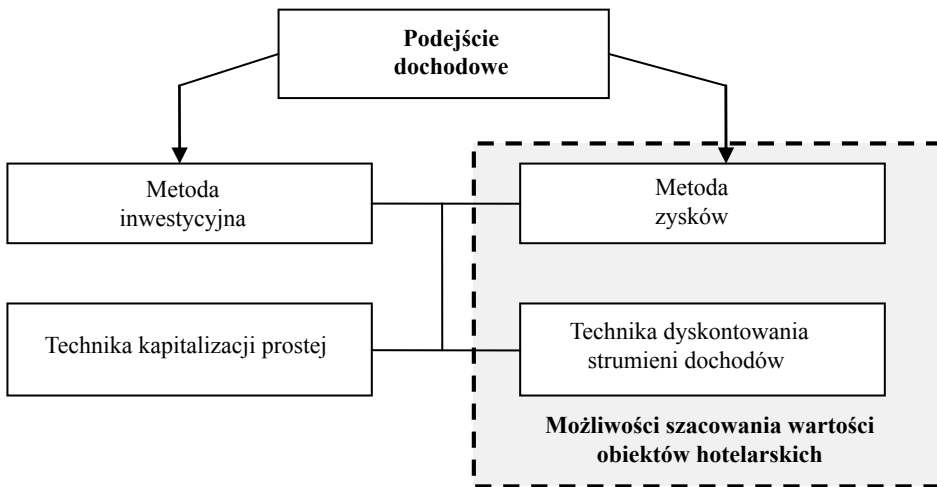 Podejście
dochodowe
Metoda
inwestycyjna
Metoda
zysków
Technika kapitalizacji prostej
Technika dyskontowania
strumieni dochodów
Możliwości szacowania wartości
obiektów hotelarskich